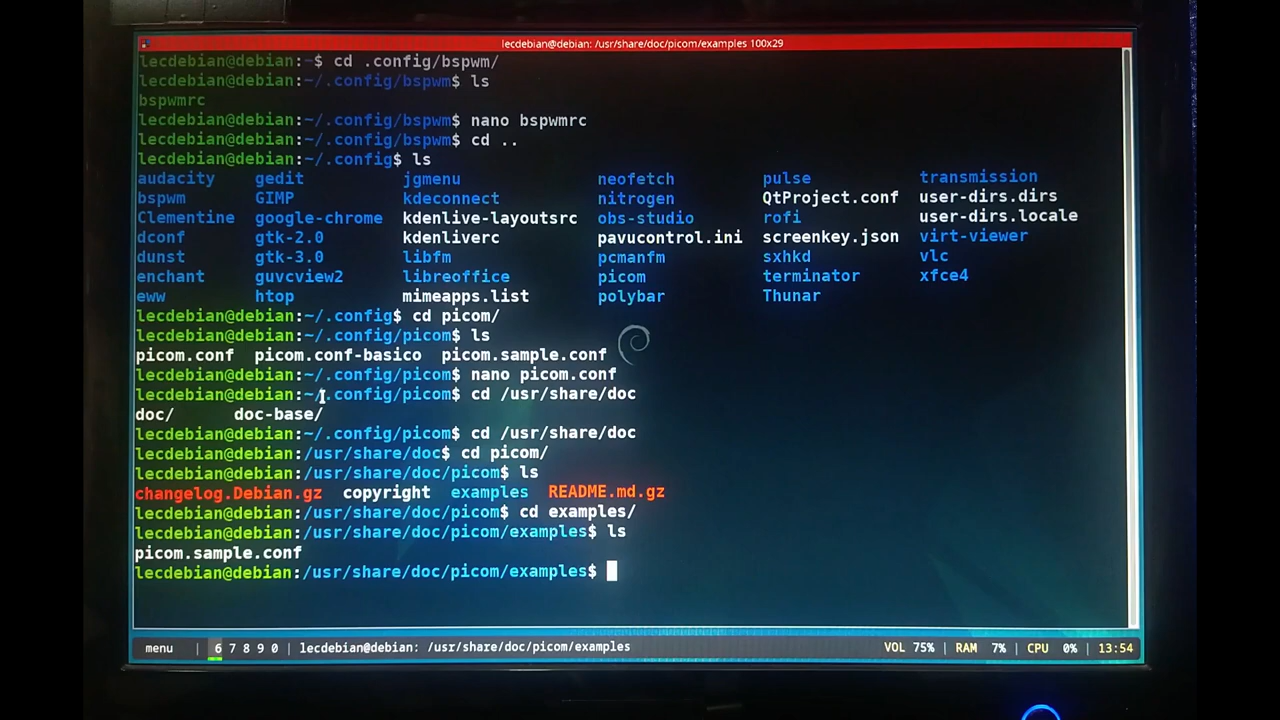 lecdebian@debian: /usr/share/doc/picom/examples 100x29
lecdebian@debian:~$ cd .config/bspwm/
lecdebian@debian:~/.config/bspwm$ ls
bspwmrc
lecdebian@debian:~/.config/bspwm$ nano bspwmrc
lecdebian@debian:~/.config/bspwm$ cd ..
lecdebian@debian:~/.config$ ls
audacity gedit jgmenu neofetch pulse transmission
bspwm GIMP kdeconnect nitrogen QtProject.conf user-dirs.dirs
Clementine google-chrome kdenlive-layoutsrc obs-studio rofi user-dirs.locale
dconf gtk-2.0 kdenliverc pavucontrol.ini screenkey.json virt-viewer
dunst gtk-3.0 libfm pcmanfm sxhkd vlc
enchant guvcview2 libreoffice picom terminator xfce4
eww htop mimeapps.list polybar Thunar
lecdebian@debian:~/.config$ cd picom/
lecdebian@debian:~/.config/picom$ ls
picom.conf picom.conf-basico picom.sample.conf
lecdebian@debian:~/.config/picom$ nano picom.conf
lecdebian@debian:~/.config/picom$ cd /usr/share/doc
doc/ doc-base/
lecdebian@debian:~/.config/picom$ cd /usr/share/doc
lecdebian@debian:/usr/share/doc$ cd picom/
lecdebian@debian:/usr/share/doc/picom$ ls
changelog.Debian.gz copyright examples README.md.gz
lecdebian@debian:/usr/share/doc/picom$ cd examples/
lecdebian@debian:/usr/share/doc/picom/examples$ ls
picom.sample.conf
lecdebian@debian:/usr/share/doc/picom/examples$
menu | 6 7 8 9 0 | lecdebian@debian: /usr/share/doc/picom/examples VOL 75% | RAM 7% | CPU 0% | 13:54